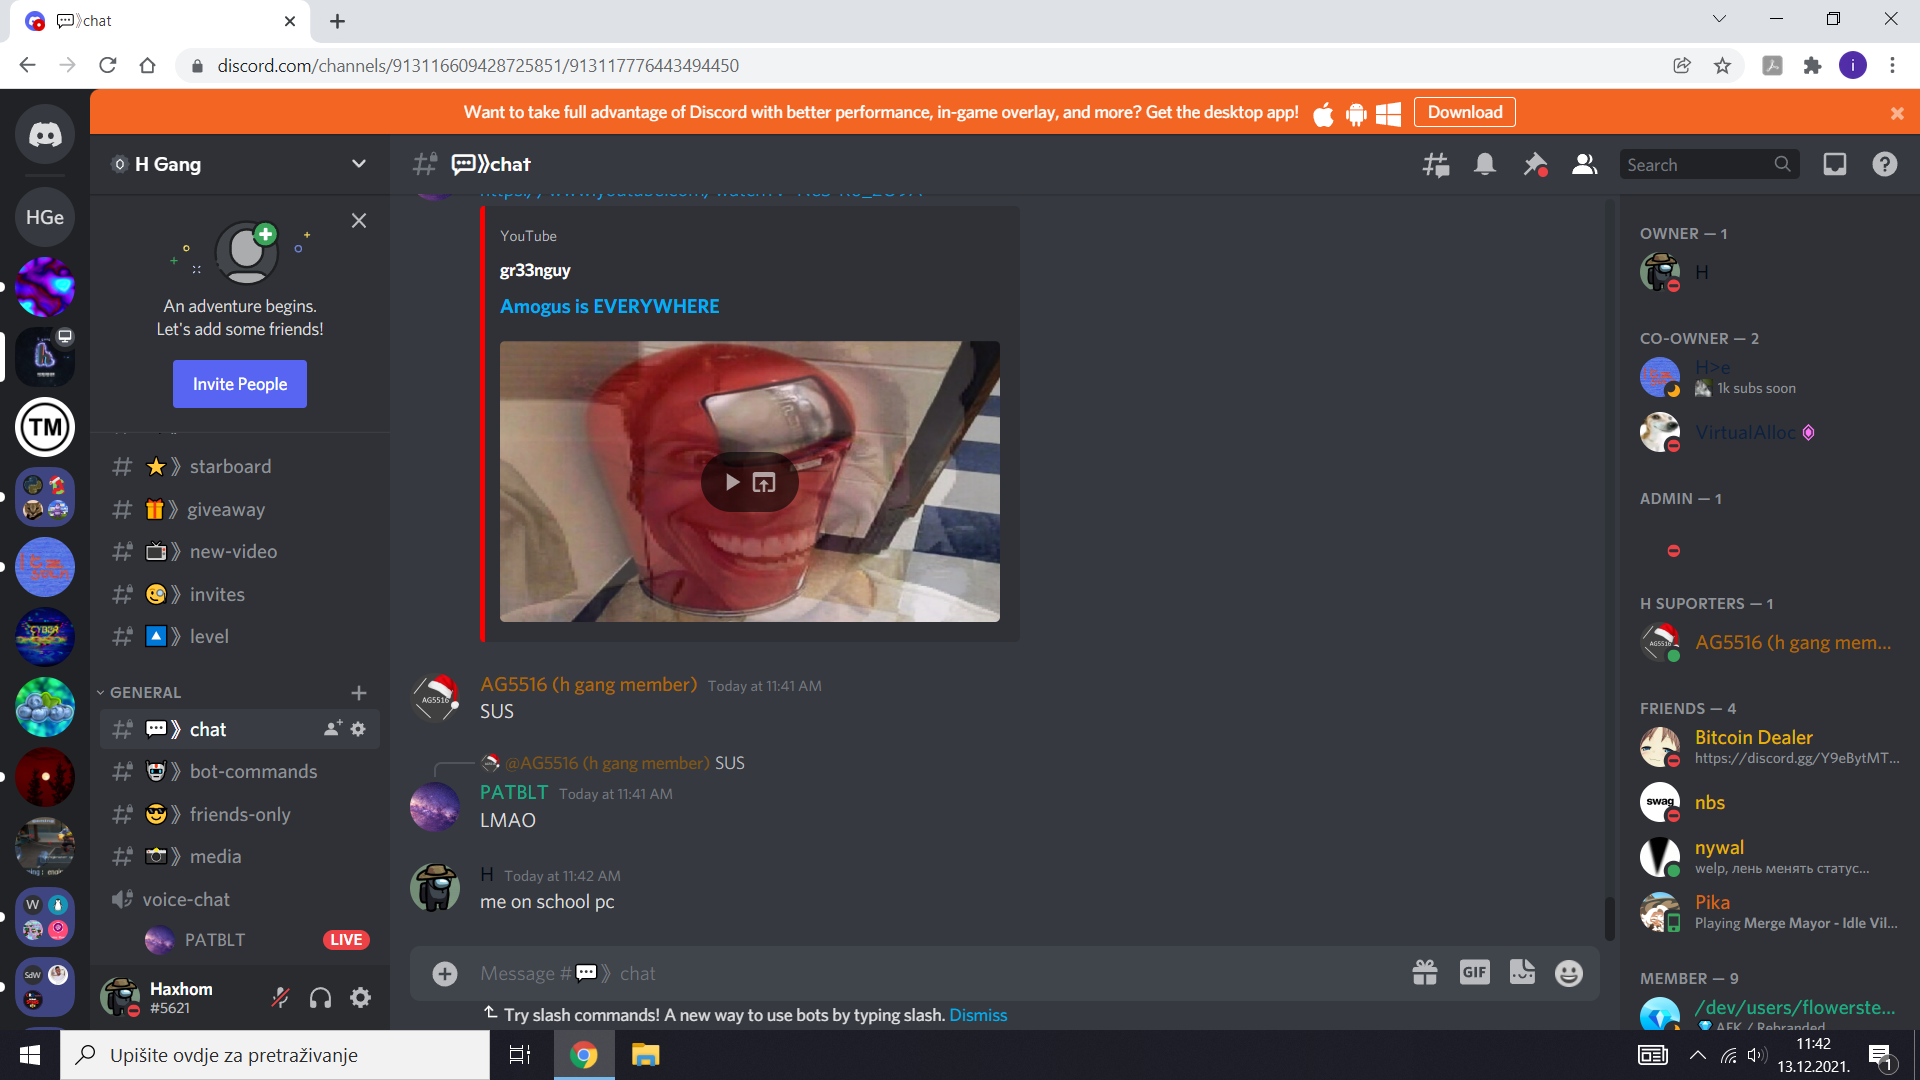 chat
discord.com/channels/913116609428725851/913117776443494450
i
Want to take full advantage of Discord with better performance, in-game overlay, and more? Get the desktop app!
Download
H Gang
chat
Search
HGe
TM
W
SdW
An adventure begins.
Let's add some friends!
Invite People
starboard
giveaway
new-video
invites
level
GENERAL
chat
bot-commands
friends-only
media
voice-chat
PATBLT
LIVE
Haxhom
#5621
YouTube
gr33nguy
Amogus is EVERYWHERE
AG5516 (h gang member) Today at 11:41 AM
SUS
@AG5516 (h gang member) SUS
PATBLT Today at 11:41 AM
LMAO
H Today at 11:42 AM
me on school pc
Message # chat
GIF
Try slash commands! A new way to use bots by typing slash. Dismiss
OWNER — 1
H
CO-OWNER — 2
H>e
1k subs soon
VirtualAlloc
ADMIN — 1
H SUPORTERS — 1
AG5516 (h gang mem...
FRIENDS — 4
Bitcoin Dealer
https://discord.gg/Y9eBytMT...
swag
nbs
nywal
welp, лень менять статус...
Pika
Playing Merge Mayor - Idle Vil...
MEMBER — 9
/dev/users/flowerste...
AFK / Rebranded
Upišite ovdje za pretraživanje
11:42
13.12.2021.
1